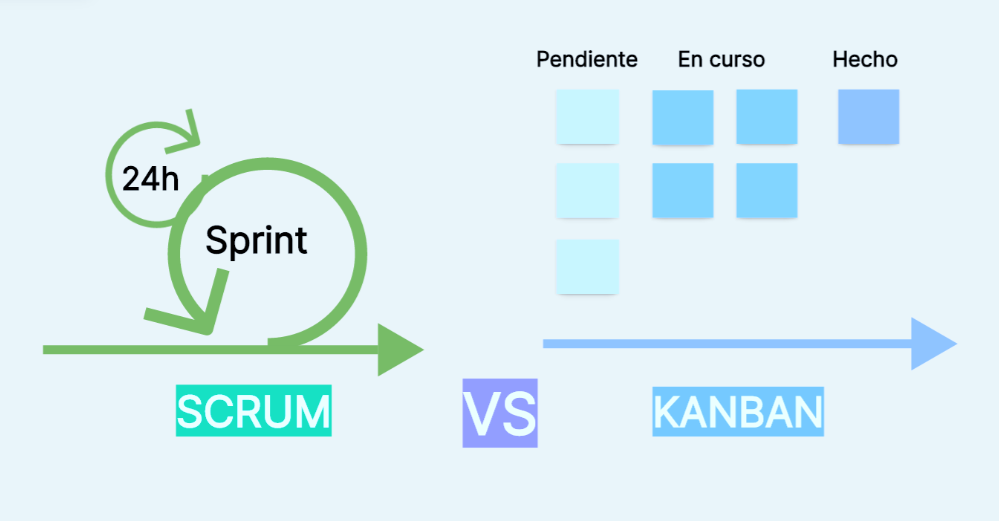 Pendiente En curso Hecho
24h
Sprint
SCRUM VS KANBAN